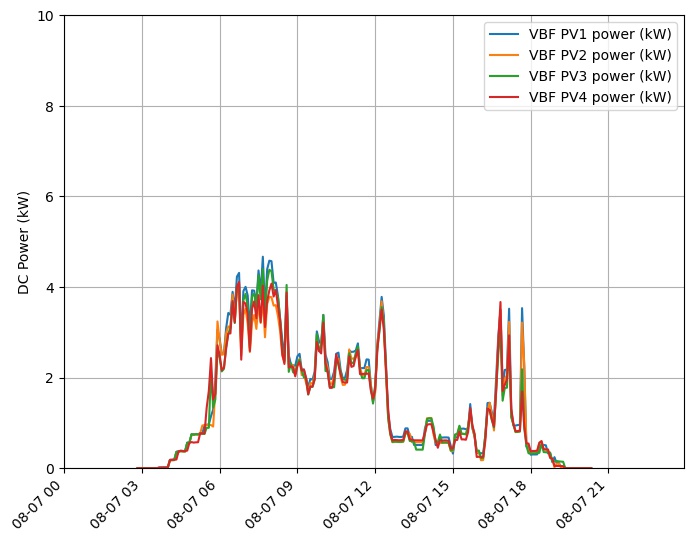 10
8
6
4
2
0
DC Power (kW)
VBF PV1 power (kW)
VBF PV2 power (kW)
VBF PV3 power (kW)
VBF PV4 power (kW)
08-07 00
08-07 03
08-07 06
08-07 09
08-07 12
08-07 15
08-07 18
08-07 21